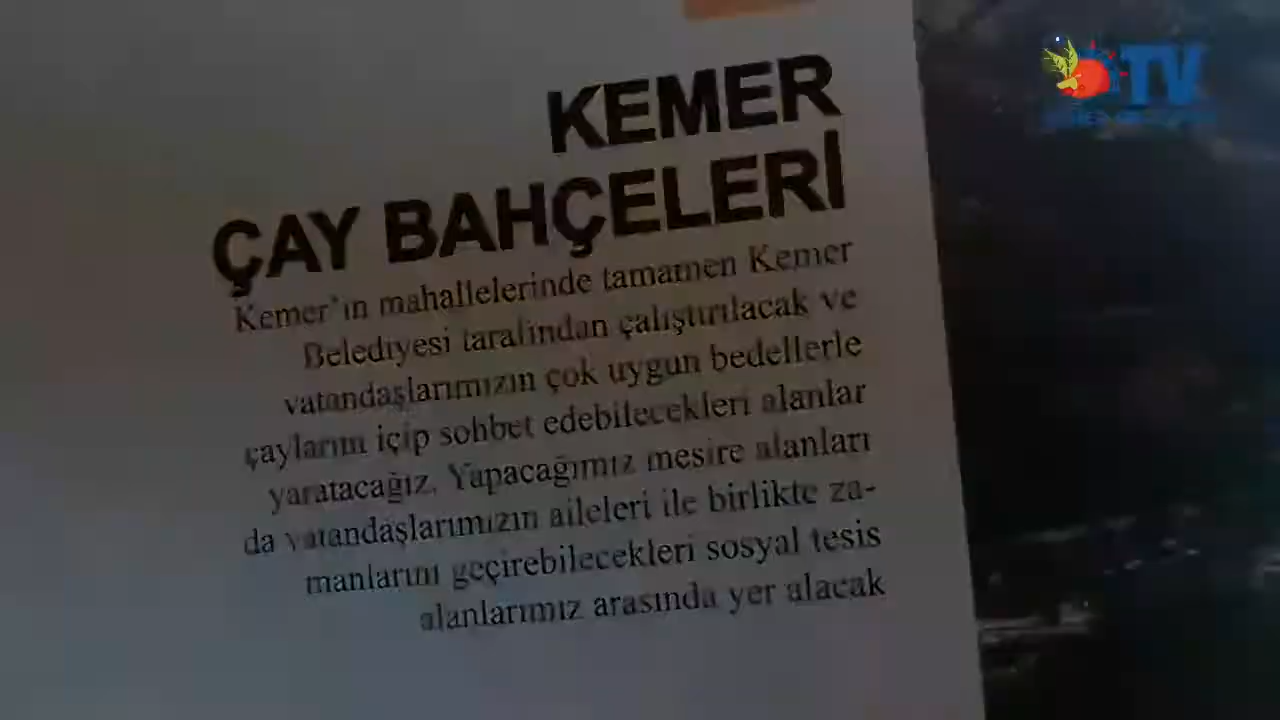 KEMER
ÇAY BAHÇELERİ
Kemer'in mahallelerinde tamamen Kemer
Belediyesi tarafından çalıştırılacak ve
vatandaşlarımızın çok uygun bedellerle
çaylarını içip sohbet edebilecekleri alanlar
yaratacağız. Yapacağımız mesire alanları
da vatandaşlarımızın aileleri ile birlikte za-
manlarını geçirebilecekleri sosyal tesis
alanlarımız arasında yer alacak
TV